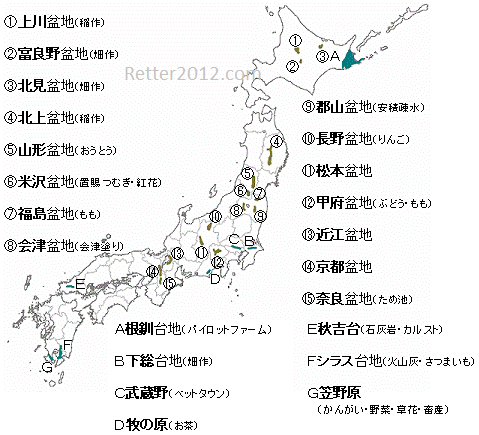 ①上川盆地(稲作)
②富良野盆地(畑作)
③北見盆地(畑作)
④北上盆地(稲作)
⑤山形盆地(おうとう)
⑥米沢盆地(置賜つむぎ・紅花)
⑦福島盆地(もも)
⑧会津盆地(会津塗り)
Retter2012.com
① ③ A
②
⑨郡山盆地(安積疎水)
⑩長野盆地(りんご)
⑪松本盆地
⑫甲府盆地(ぶどう・もも)
⑬近江盆地
⑭京都盆地
⑮奈良盆地(ため池)
④
⑤
⑥ ⑦
⑩ ⑧ ⑨
C B
⑬ ⑪ ⑫
E ⑭ D
⑮
F
G
A根釧台地(パイロットファーム)
B下総台地(畑作)
C武蔵野(ベットタウン)
D牧の原(お茶)
E秋吉台(石灰岩・カルスト)
Fシラス台地(火山灰・さつまいも)
G笠野原
(かんがい・野菜・草花・畜産)